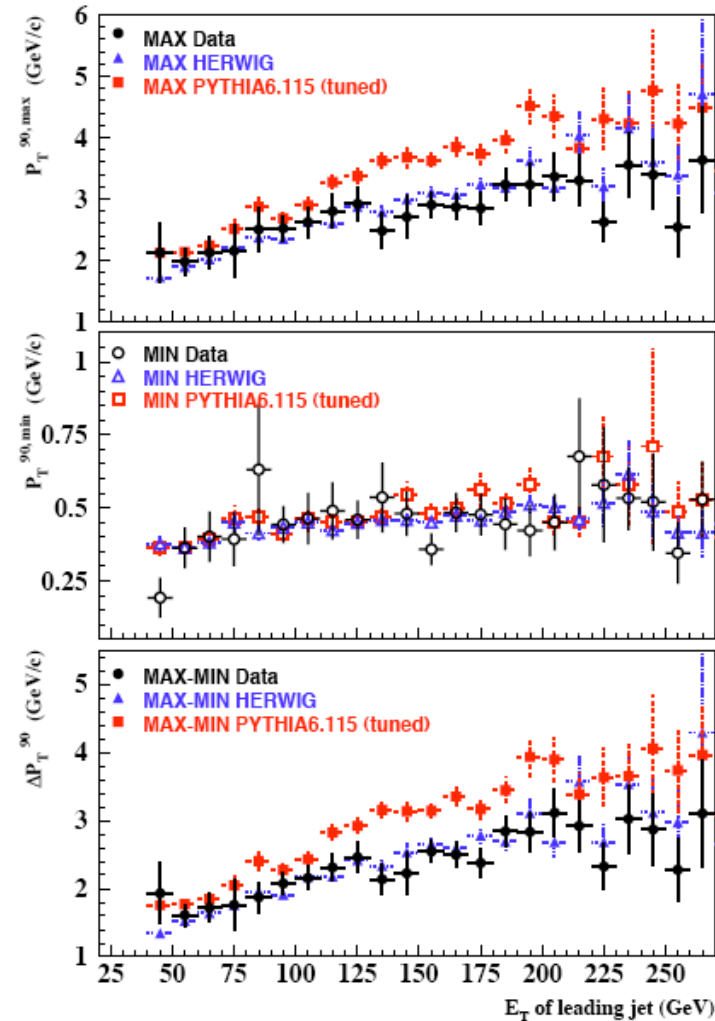 P_T^90,max (GeV/c)
6
5
4
3
2
1
MAX Data
MAX HERWIG
MAX PYTHIA6.115 (tuned)
P_T^90,min (GeV/c)
1
0.75
0.5
0.25
MIN Data
MIN HERWIG
MIN PYTHIA6.115 (tuned)
ΔP_T^90 (GeV/c)
5
4
3
2
1
MAX-MIN Data
MAX-MIN HERWIG
MAX-MIN PYTHIA6.115 (tuned)
25 50 75 100 125 150 175 200 225 250
E_T of leading jet (GeV)